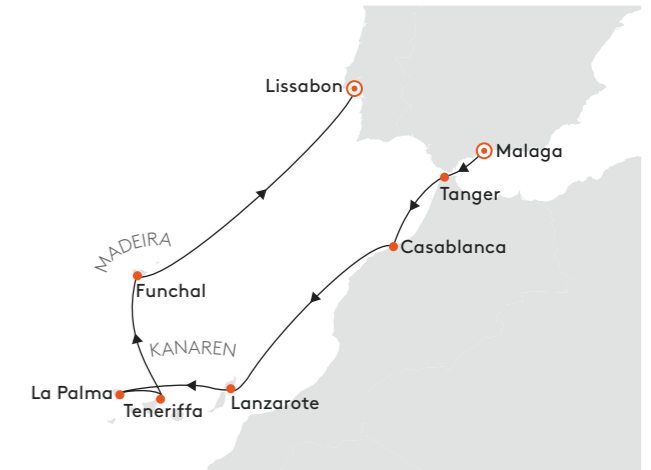 Lissabon
Malaga
Tanger
MADEIRA
Casablanca
Funchal
KANAREN
La Palma
Teneriffa
Lanzarote